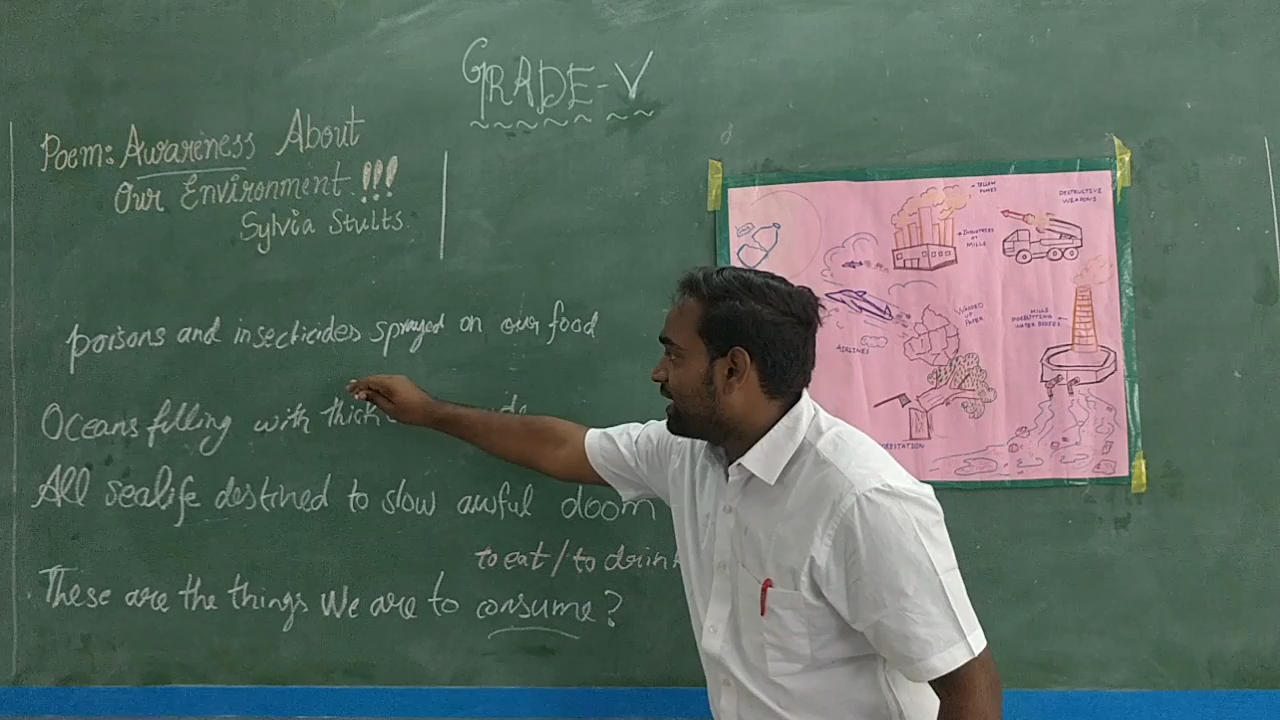 GRADE-V
Poem: Awareness About
Our Environment!!!
Sylvia Stults.
poisons and insecticides sprayed on our food
Oceans filling with thick
All sealife destined to slow awful doom
to eat / to drink
These are the things We are to consume?
YELLOW
FUMES
INDUSTRIES
MILLS
DESTRUCTIVE
WEAPONS
WADDED
UP
PAPER
AIRLINES
MILLS
WATER BODIES